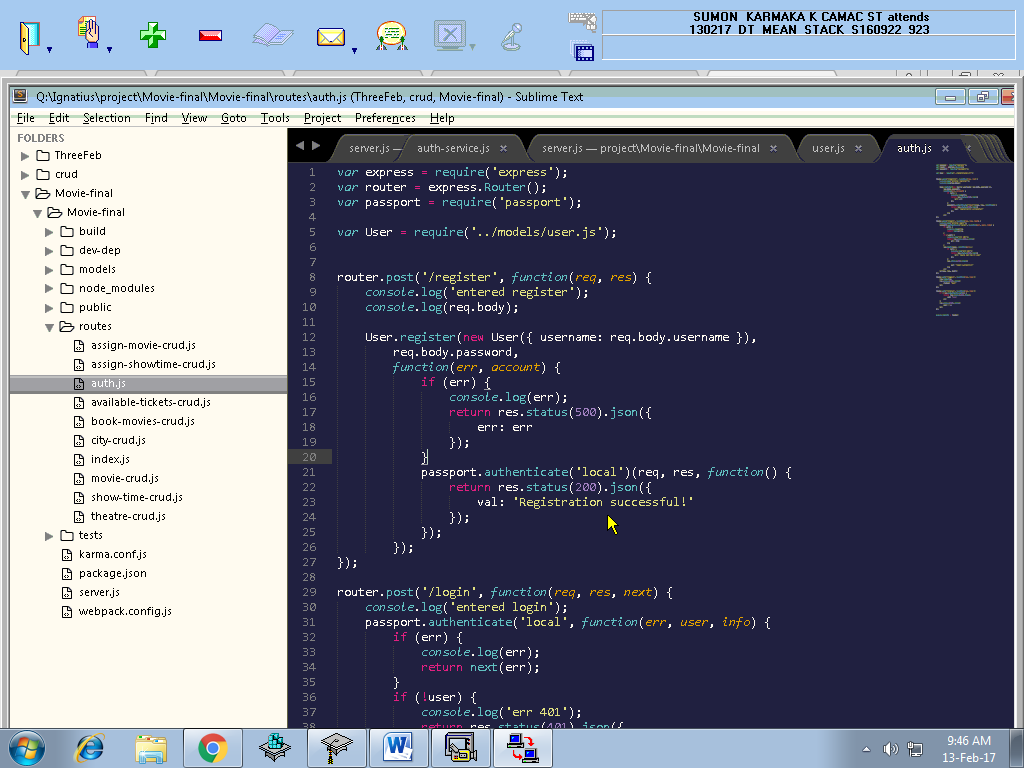 SUMON KARMAKA K CAMAC ST attends
130217 DT MEAN STACK S160922 923
Q:\Ignatius\project\Movie-final\Movie-final\routes\auth.js (ThreeFeb, crud, Movie-final) - Sublime Text
File Edit Selection Find View Goto Tools Project Preferences Help
FOLDERS
ThreeFeb
crud
Movie-final
Movie-final
build
dev-dep
models
node_modules
public
routes
assign-movie-crud.js
assign-showtime-crud.js
auth.js
available-tickets-crud.js
book-movies-crud.js
city-crud.js
index.js
movie-crud.js
show-time-crud.js
theatre-crud.js
tests
karma.conf.js
package.json
server.js
webpack.config.js
server.js — auth-service.js × server.js — project\Movie-final\Movie-final × user.js × auth.js ×
1 var express = require('express');
2 var router = express.Router();
3 var passport = require('passport');
4
5 var User = require('../models/user.js');
6
7
8 router.post('/register', function(req, res) {
9 console.log('entered register');
10 console.log(req.body);
11
12 User.register(new User({ username: req.body.username }),
13 req.body.password,
14 function(err, account) {
15 if (err) {
16 console.log(err);
17 return res.status(500).json({
18 err: err
19 });
20 }
21 passport.authenticate('local')(req, res, function() {
22 return res.status(200).json({
23 val: 'Registration successful!'
24 });
25 });
26 });
27 });
28
29 router.post('/login', function(req, res, next) {
30 console.log('entered login');
31 passport.authenticate('local', function(err, user, info) {
32 if (err) {
33 console.log(err);
34 return next(err);
35 }
36 if (!user) {
37 console.log('err 401');
38 return res.status(401).json({
9:46 AM
13-Feb-17